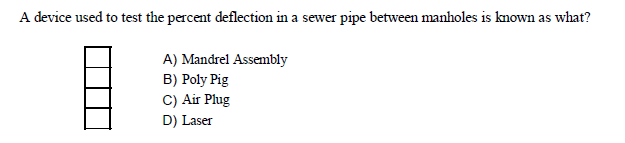 A device used to test the percent deflection in a sewer pipe between manholes is known as what?
A) Mandrel Assembly
B) Poly Pig
C) Air Plug
D) Laser